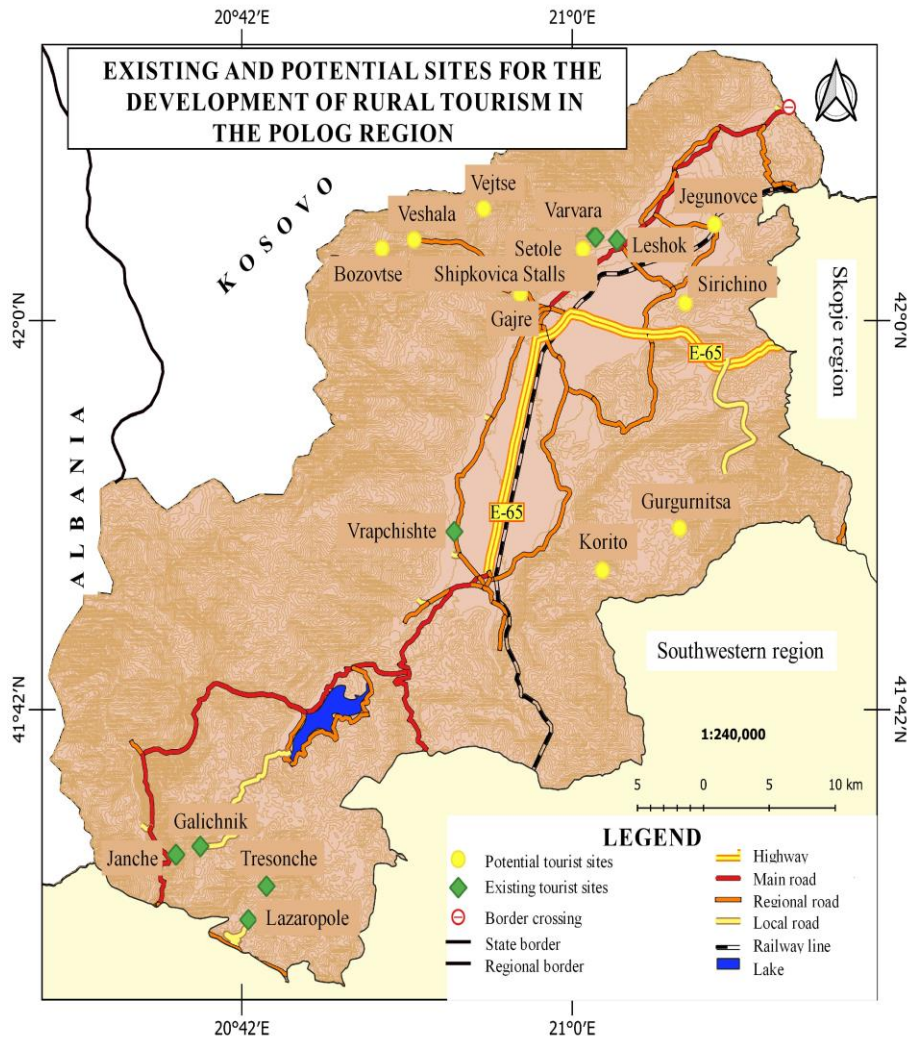 20°42'E
21°0'E
EXISTING AND POTENTIAL SITES FOR THE
DEVELOPMENT OF RURAL TOURISM IN
THE POLOG REGION
KOSOVO
ALBANIA
Vejtse
Veshala
Varvara
Jegunovce
Bozovtse
Setole
Leshok
Shipkovica Stalls
Sirichino
Gajre
42°0'N
42°0'N
Skopje region
E-65
E-65
Vrapchishte
Gurgurnitsa
Korito
Southwestern region
41°42'N
41°42'N
1:240,000
5 0 5 10 km
Galichnik
Janche
Tresonche
Lazaropole
LEGEND
Potential tourist sites
Existing tourist sites
Border crossing
State border
Regional border
Highway
Main road
Regional road
Local road
Railway line
Lake
20°42'E
21°0'E